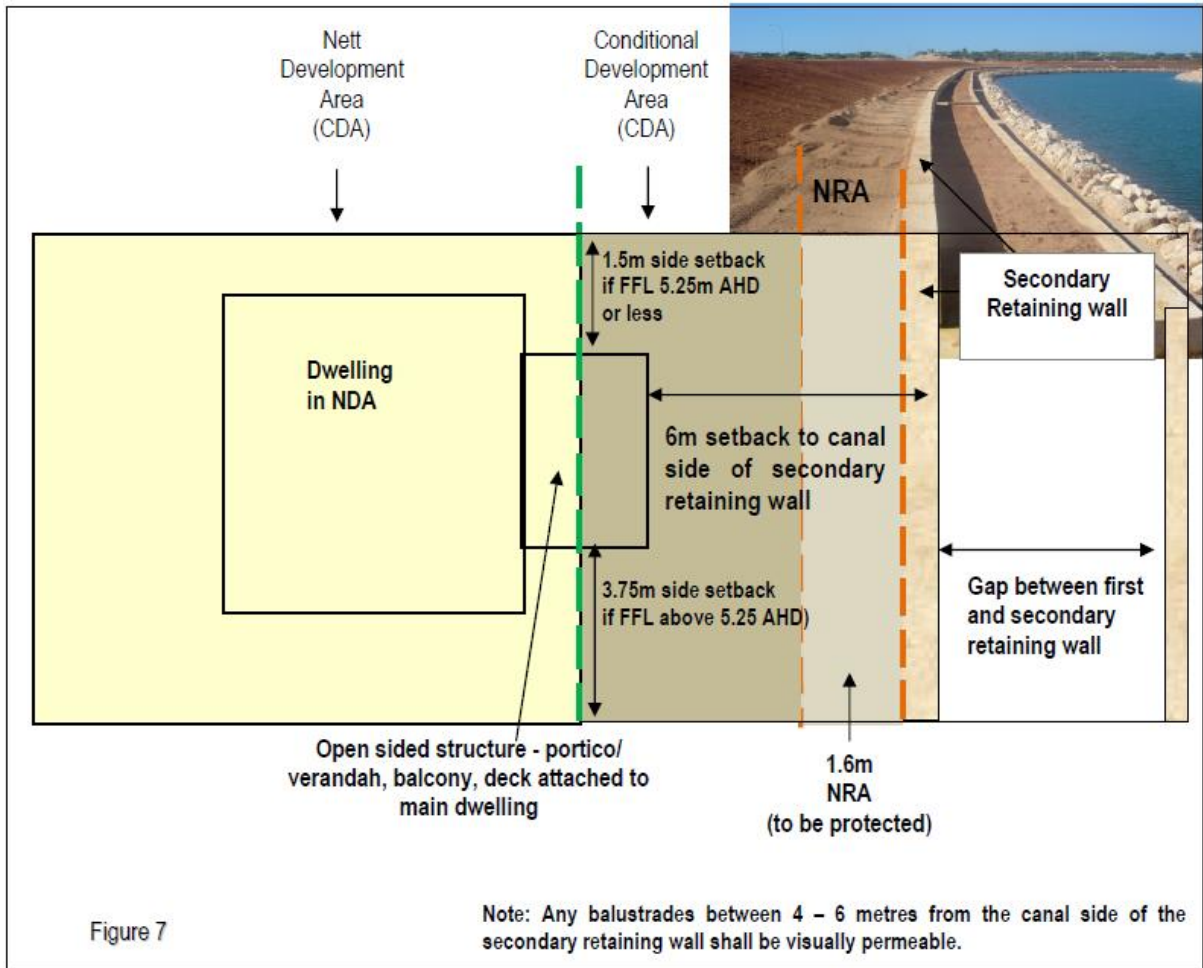 Nett
Development
Area
(CDA)
Conditional
Development
Area
(CDA)
NRA
1.5m side setback
if FFL 5.25m AHD
or less
Secondary
Retaining wall
Dwelling
in NDA
6m setback to canal
side of secondary
retaining wall
3.75m side setback
if FFL above 5.25 AHD)
Gap between first
and secondary
retaining wall
Open sided structure - portico/
verandah, balcony, deck attached to
main dwelling
1.6m
NRA
(to be protected)
Figure 7
Note: Any balustrades between 4 – 6 metres from the canal side of the
secondary retaining wall shall be visually permeable.